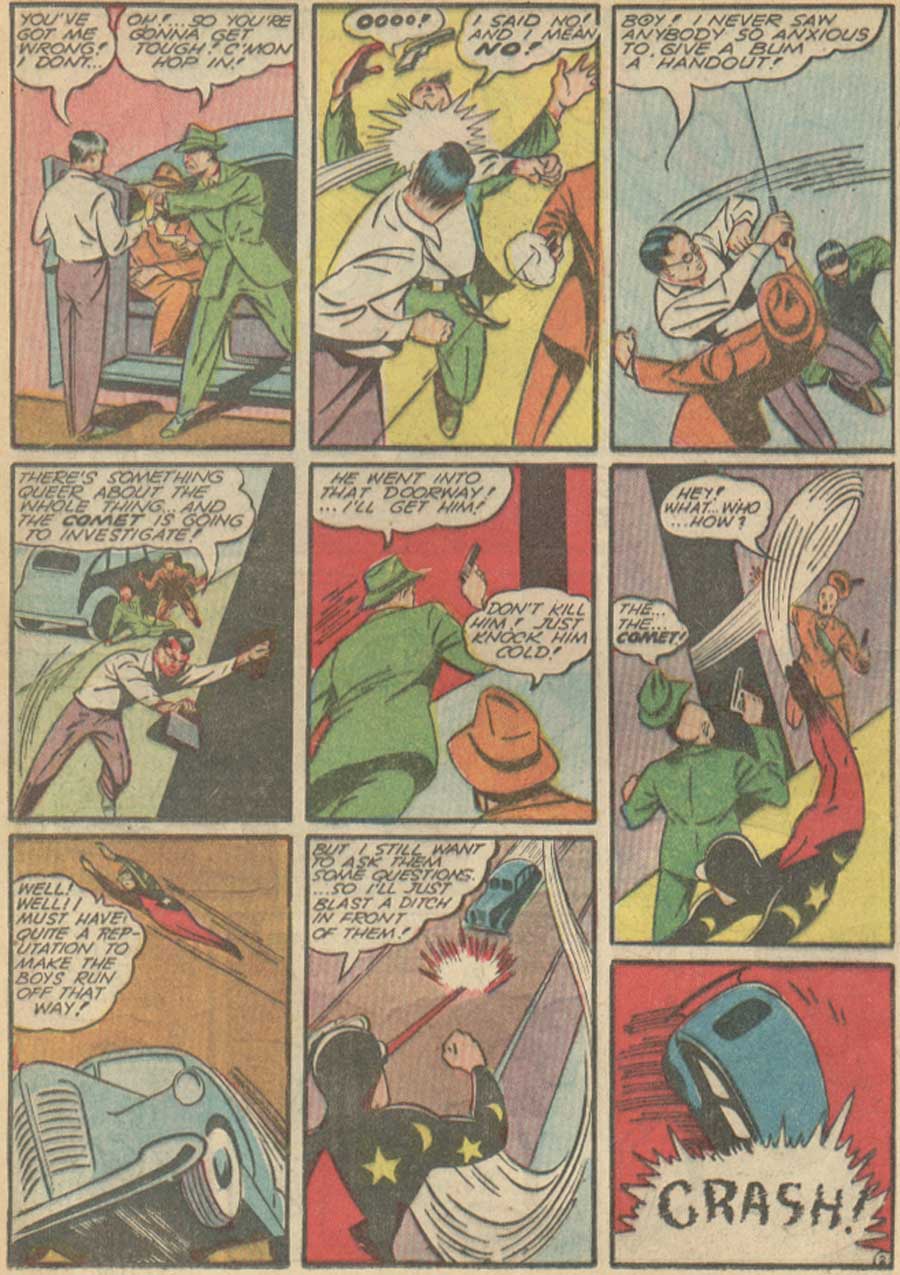 YOU'VE
GOT ME
WRONG!
I DONT...
OH!...SO YOU'RE
GONNA GET
TOUGH! C'MON
HOP IN!
OOOO!
I SAID NO!
AND I MEAN
NO!
BOY! I NEVER SAW
ANYBODY SO ANXIOUS
TO GIVE A BUM
A HANDOUT!
THERE'S SOMETHING
QUEER ABOUT THE
WHOLE THING...AND
THE COMET IS GOING
TO INVESTIGATE!
HE WENT INTO
THAT DOORWAY!
...I'LL GET HIM!
DON'T KILL
HIM! JUST
KNOCK HIM
COLD!
HEY!
WHAT...WHO
...HOW?
THE...
THE...
COMET!
WELL!
WELL! I
MUST HAVE
QUITE A REP-
UTATION TO
MAKE THE
BOYS RUN
OFF THAT
WAY!
BUT I STILL WANT
TO ASK THEM
SOME QUESTIONS.
...SO I'LL JUST
BLAST A DITCH
IN FRONT
OF THEM!
CRASH!
2